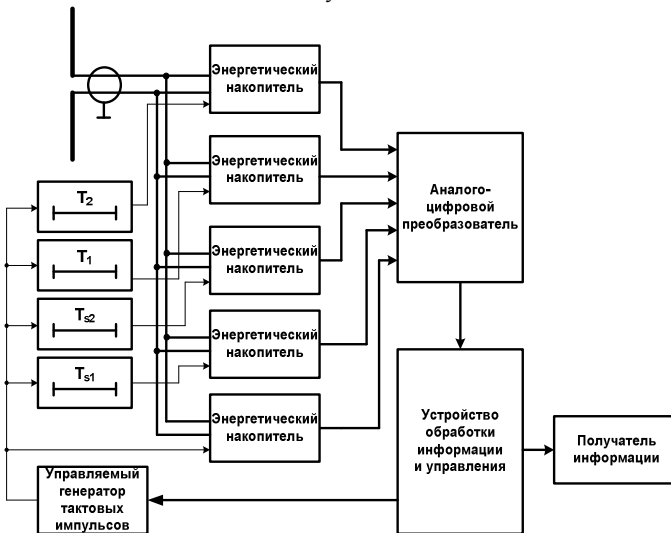 Энергетический
накопитель
Энергетический
накопитель
Энергетический
накопитель
Энергетический
накопитель
Энергетический
накопитель
T2
T1
Ts2
Ts1
Управляемый
генератор
тактовых
импульсов
Аналого-
цифровой
преобразователь
Устройство
обработки
информации
и управления
Получатель
информации